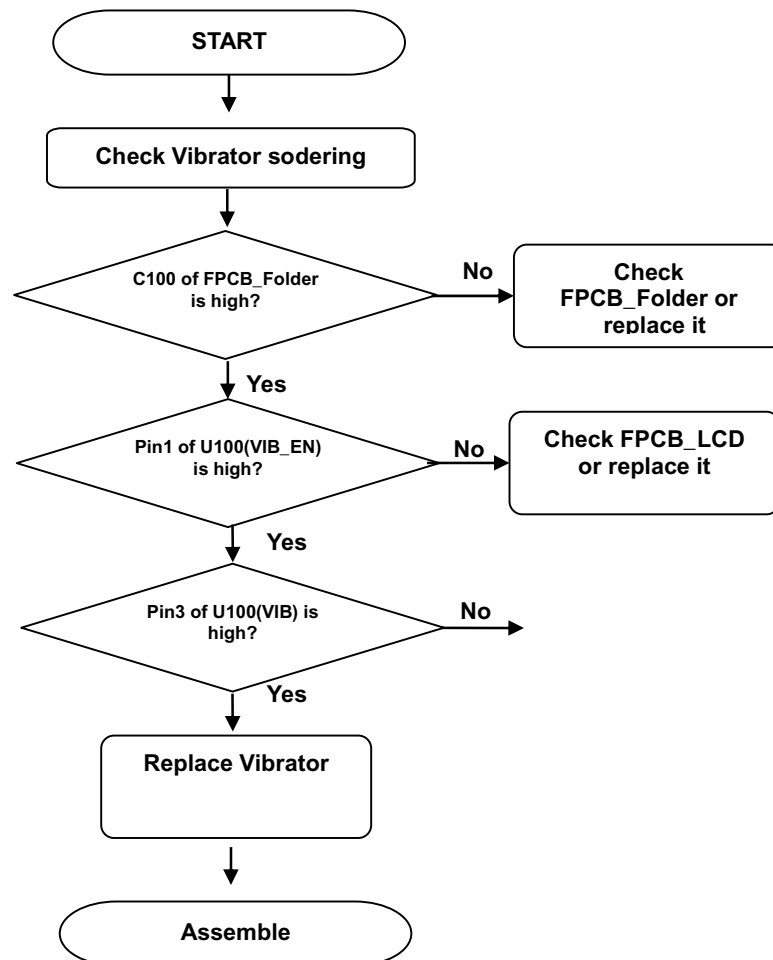 START
Check Vibrator sodering
C100 of FPCB_Folder
is high?
No
Check
FPCB_Folder or
replace it
Yes
Pin1 of U100(VIB_EN)
is high?
No
Check FPCB_LCD
or replace it
Yes
Pin3 of U100(VIB) is
high?
No
Yes
Replace Vibrator
Assemble